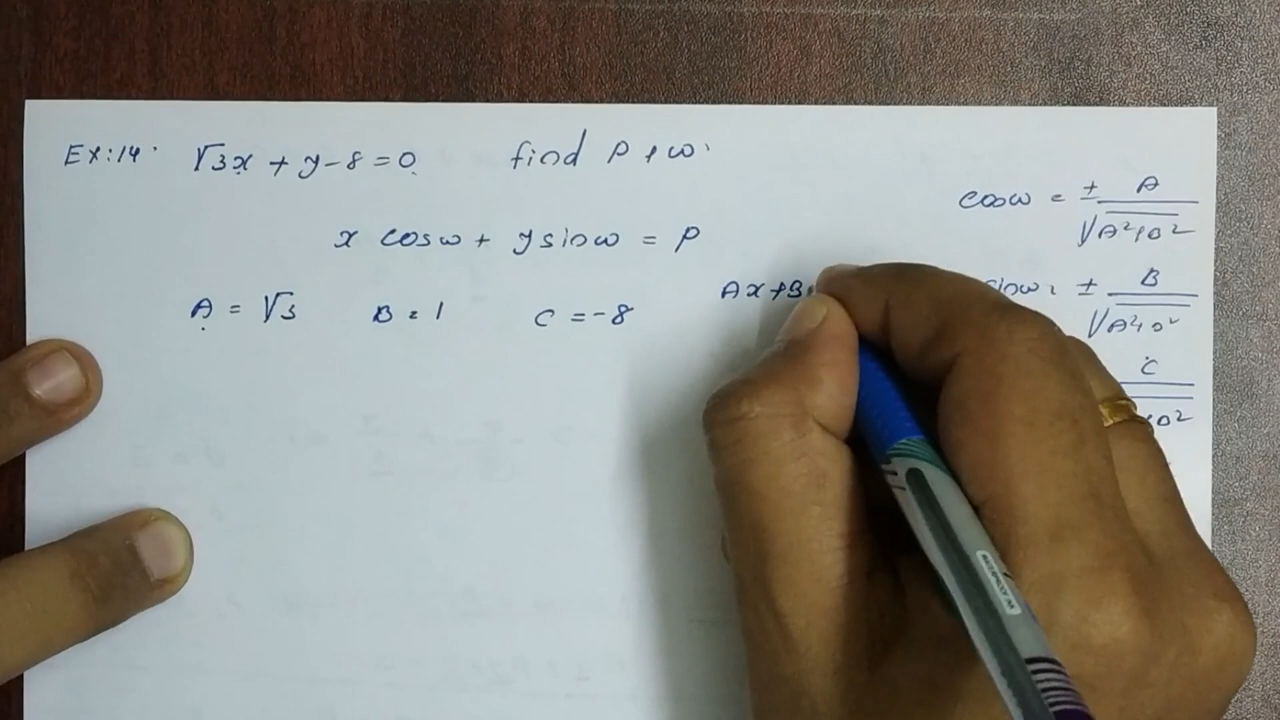 Ex:14. √3x + y - 8 = 0 find p & ω.
x cosω + y sinω = p
A = √3 B = 1 C = -8
Ax + B
cosω = ± A / √A²+B²
sinω = ± B / √A²+B²
C